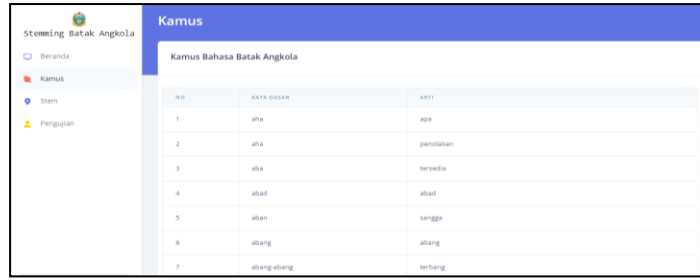 Stemming Batak Angkola
Beranda
Kamus
Stem
Pengujian
Kamus
Kamus Bahasa Batak Angkola
NO KATA DASAR ARTI
1 aha apa
2 aha penolakan
3 aba tersedia
4 abad abad
5 aban sangga
6 abang abang
7 abang-abang terbang